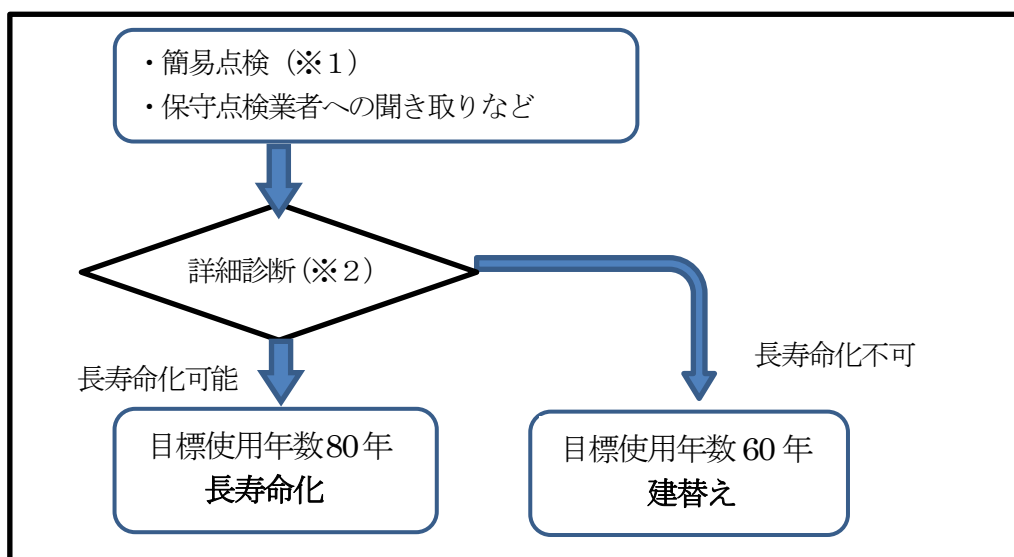 ・簡易点検（※１）
・保守点検業者への聞き取りなど
詳細診断（※２）
長寿命化可能
長寿命化不可
目標使用年数80年
長寿命化
目標使用年数 60 年
建替え